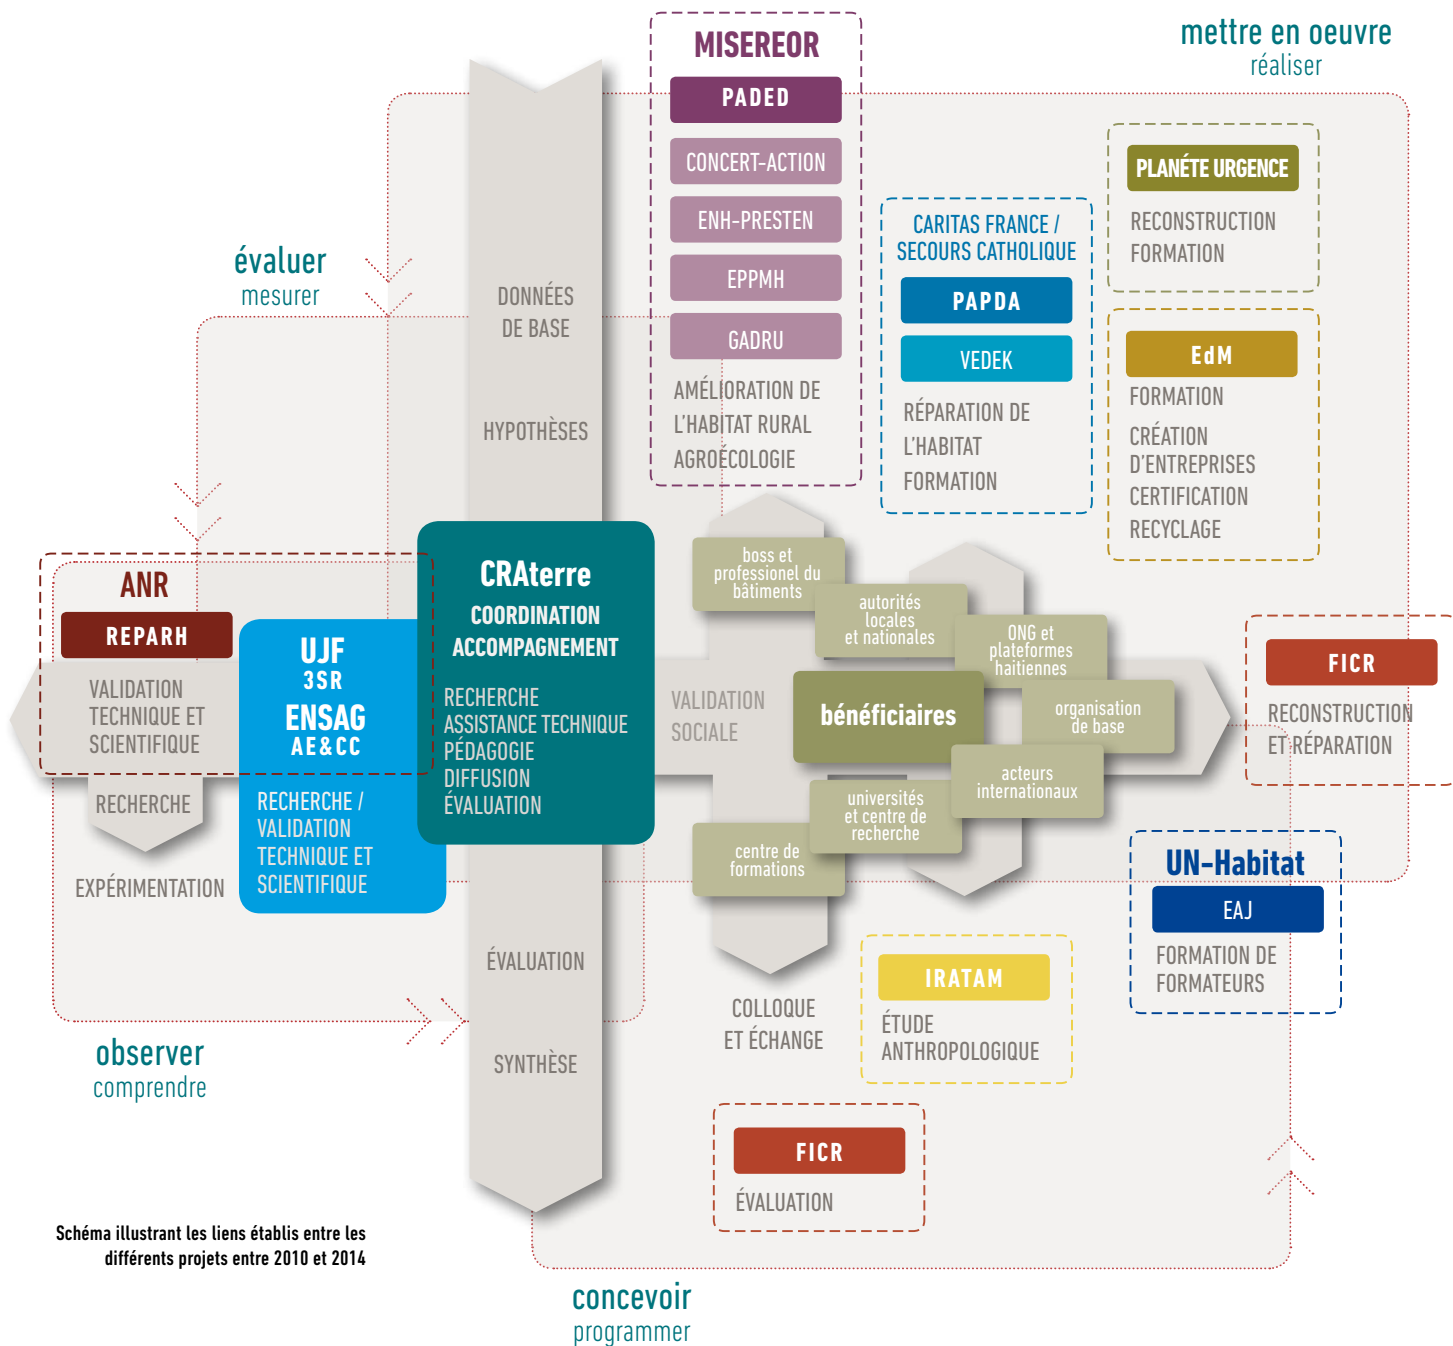 mettre en oeuvre
réaliser
MISEREOR
PADED
CONCERT-ACTION
ENH-PRESTEN
EPPMH
GADRU
AMÉLIORATION DE
L'HABITAT RURAL
AGROÉCOLOGIE
CARITAS FRANCE /
SECOURS CATHOLIQUE
PAPDA
VEDEK
RÉPARATION DE
L'HABITAT
FORMATION
PLANÉTE URGENCE
RECONSTRUCTION
FORMATION
EdM
FORMATION
CRÉATION
D'ENTREPRISES
CERTIFICATION
RECYCLAGE
évaluer
mesurer
DONNÉES
DE BASE
HYPOTHÈSES
ANR
REPARH
VALIDATION
TECHNIQUE ET
SCIENTIFIQUE
RECHERCHE
EXPÉRIMENTATION
UJF
3SR
ENSAG
AE&CC
RECHERCHE /
VALIDATION
TECHNIQUE ET
SCIENTIFIQUE
CRAterre
COORDINATION
ACCOMPAGNEMENT
RECHERCHE
ASSISTANCE TECHNIQUE
PÉDAGOGIE
DIFFUSION
ÉVALUATION
VALIDATION
SOCIALE
boss et
professionel du
bâtiments
autorités
locales
et nationales
ONG et
plateformes
haïtiennes
bénéficiaires
organisation
de base
acteurs
internationaux
universités
et centre de
recherche
centre de
formations
FICR
RECONSTRUCTION
ET RÉPARATION
UN-Habitat
EAJ
FORMATION DE
FORMATEURS
ÉVALUATION
SYNTHÈSE
COLLOQUE
ET ÉCHANGE
IRATAM
ÉTUDE
ANTHROPOLOGIQUE
observer
comprendre
FICR
ÉVALUATION
Schéma illustrant les liens établis entre les
différents projets entre 2010 et 2014
concevoir
programmer